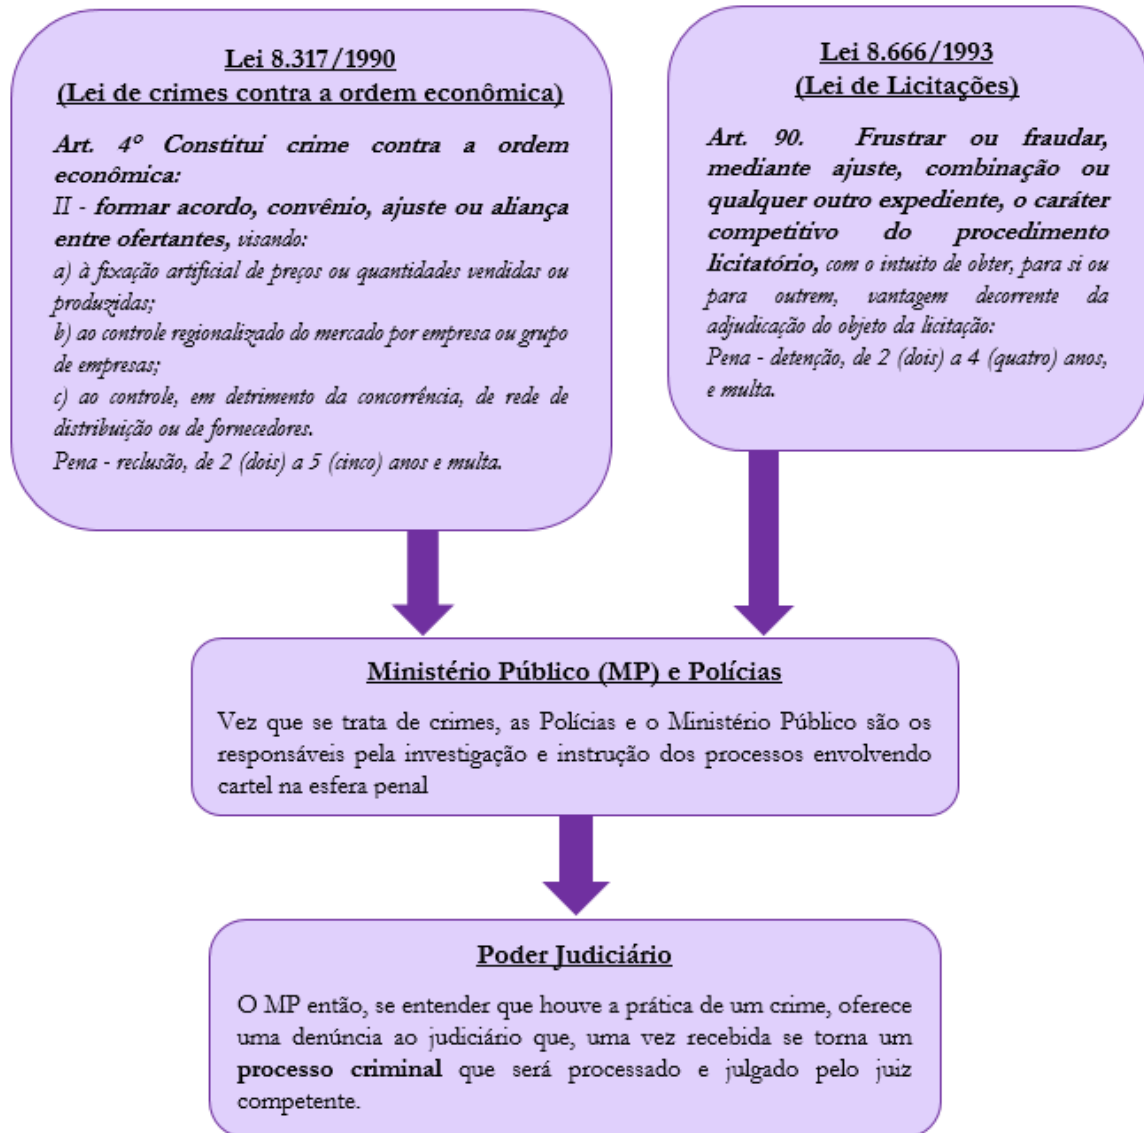 Lei 8.317/1990
(Lei de crimes contra a ordem econômica)
Art. 4º Constitui crime contra a ordem
econômica:
II - formar acordo, convênio, ajuste ou aliança
entre ofertantes, visando:
a) à fixação artificial de preços ou quantidades vendidas ou
produzidas;
b) ao controle regionalizado do mercado por empresa ou grupo
de empresas;
c) ao controle, em detrimento da concorrência, de rede de
distribuição ou de fornecedores.
Pena - reclusão, de 2 (dois) a 5 (cinco) anos e multa.
Lei 8.666/1993
(Lei de Licitações)
Art. 90. Frustrar ou fraudar,
mediante ajuste, combinação ou
qualquer outro expediente, o caráter
competitivo do procedimento
licitatório, com o intuito de obter, para si ou
para outrem, vantagem decorrente da
adjudicação do objeto da licitação:
Pena - detenção, de 2 (dois) a 4 (quatro) anos,
e multa.
Ministério Público (MP) e Polícias
Vez que se trata de crimes, as Polícias e o Ministério Público são os
responsáveis pela investigação e instrução dos processos envolvendo
cartel na esfera penal
Poder Judiciário
O MP então, se entender que houve a prática de um crime, oferece
uma denúncia ao judiciário que, uma vez recebida se torna um
processo criminal que será processado e julgado pelo juiz
competente.